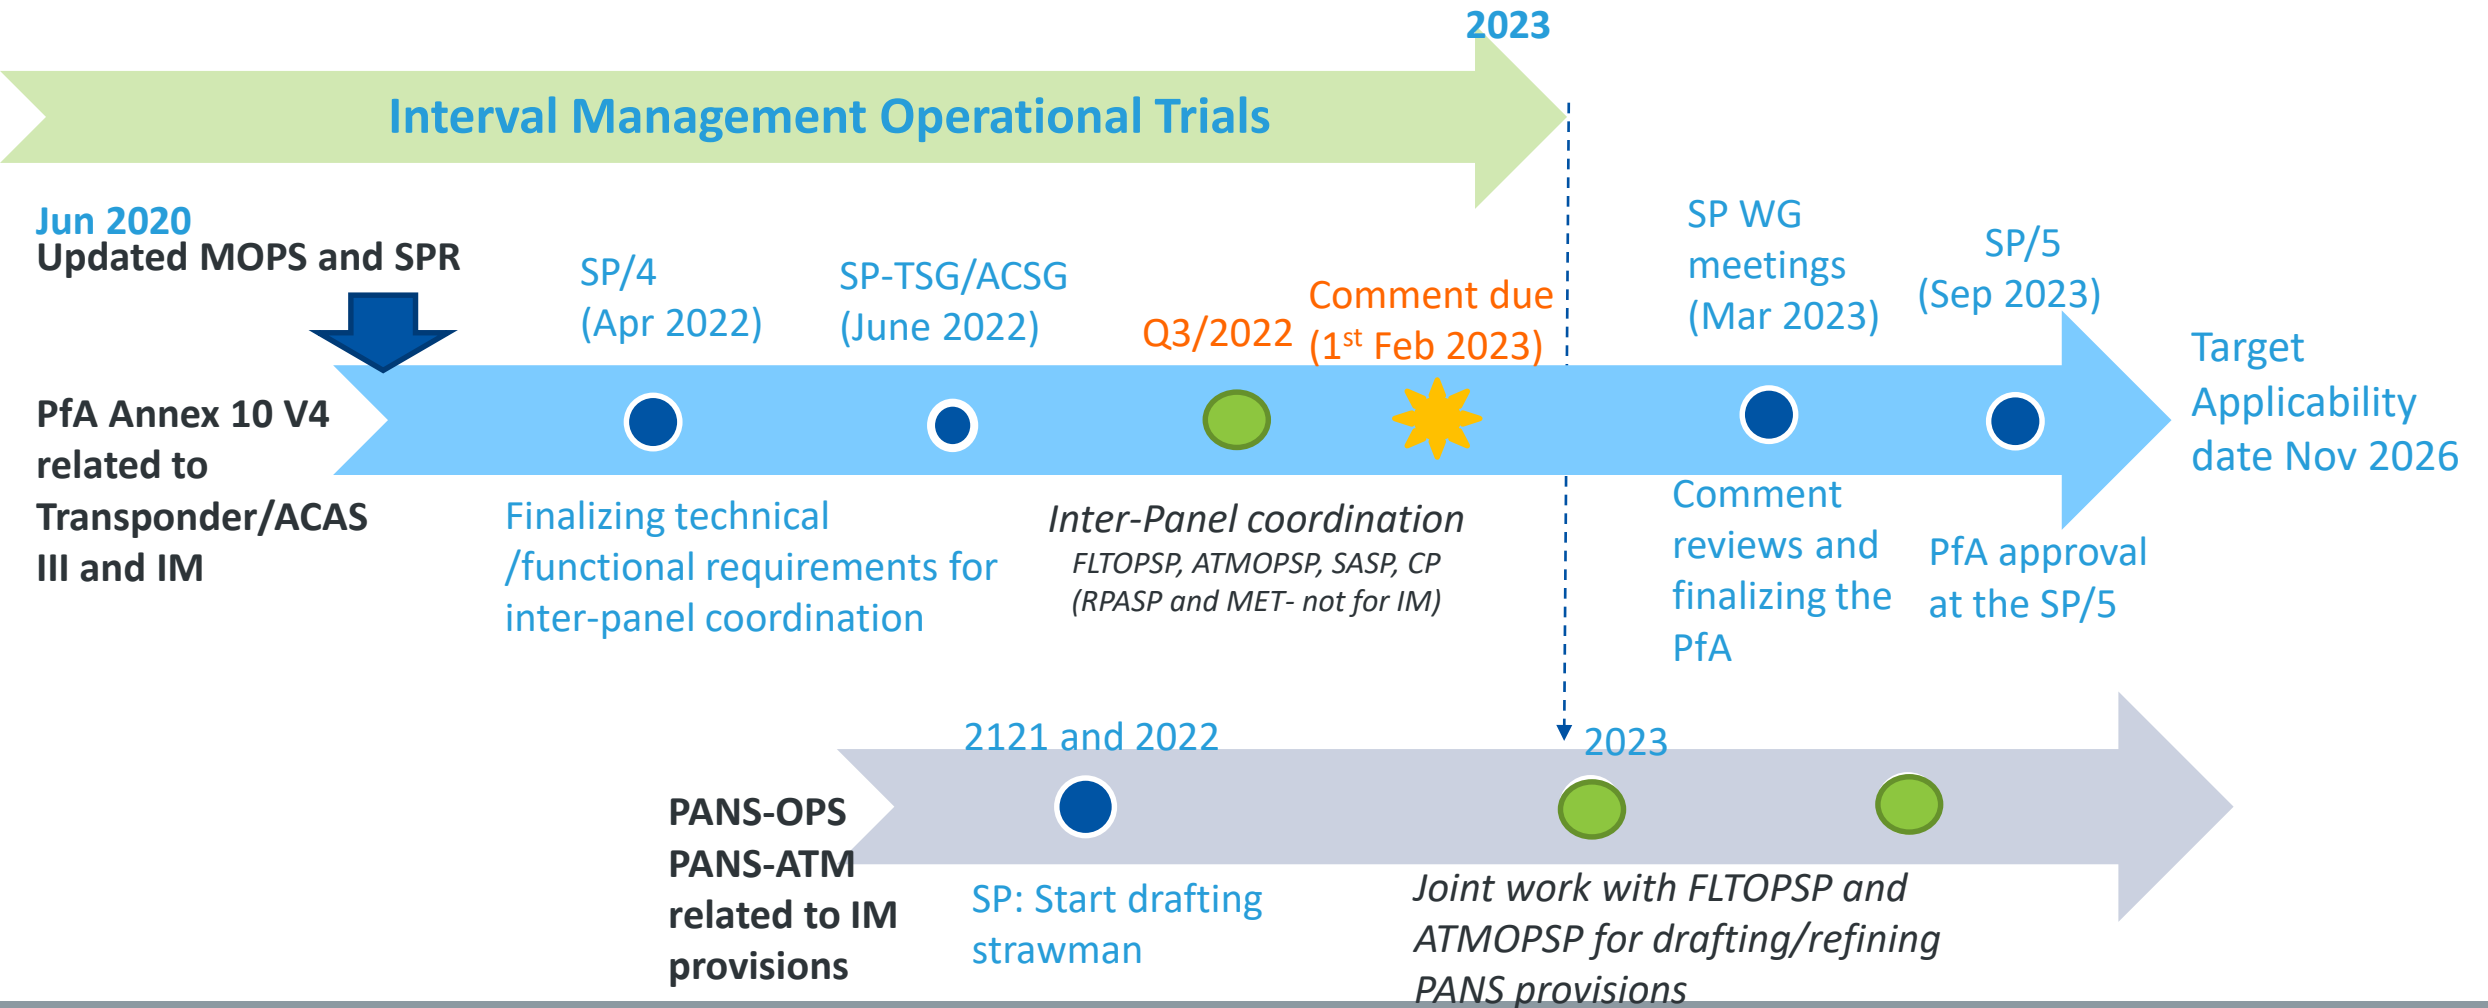 2023
Interval Management Operational Trials
Jun 2020
Updated MOPS and SPR
SP/4
(Apr 2022)
SP-TSG/ACSG
(June 2022)
Q3/2022
Comment due
(1st Feb 2023)
SP WG
meetings
(Mar 2023)
SP/5
(Sep 2023)
Target
Applicability
date Nov 2026
PfA Annex 10 V4
related to
Transponder/ACAS
III and IM
Finalizing technical
/functional requirements for
inter-panel coordination
Inter-Panel coordination
FLTOPSP, ATMOPSP, SASP, CP
(RPASP and MET- not for IM)
Comment
reviews and
finalizing the
PfA
PfA approval
at the SP/5
2121 and 2022
2023
PANS-OPS
PANS-ATM
related to IM
provisions
SP: Start drafting
strawman
Joint work with FLTOPSP and
ATMOPSP for drafting/refining
PANS provisions